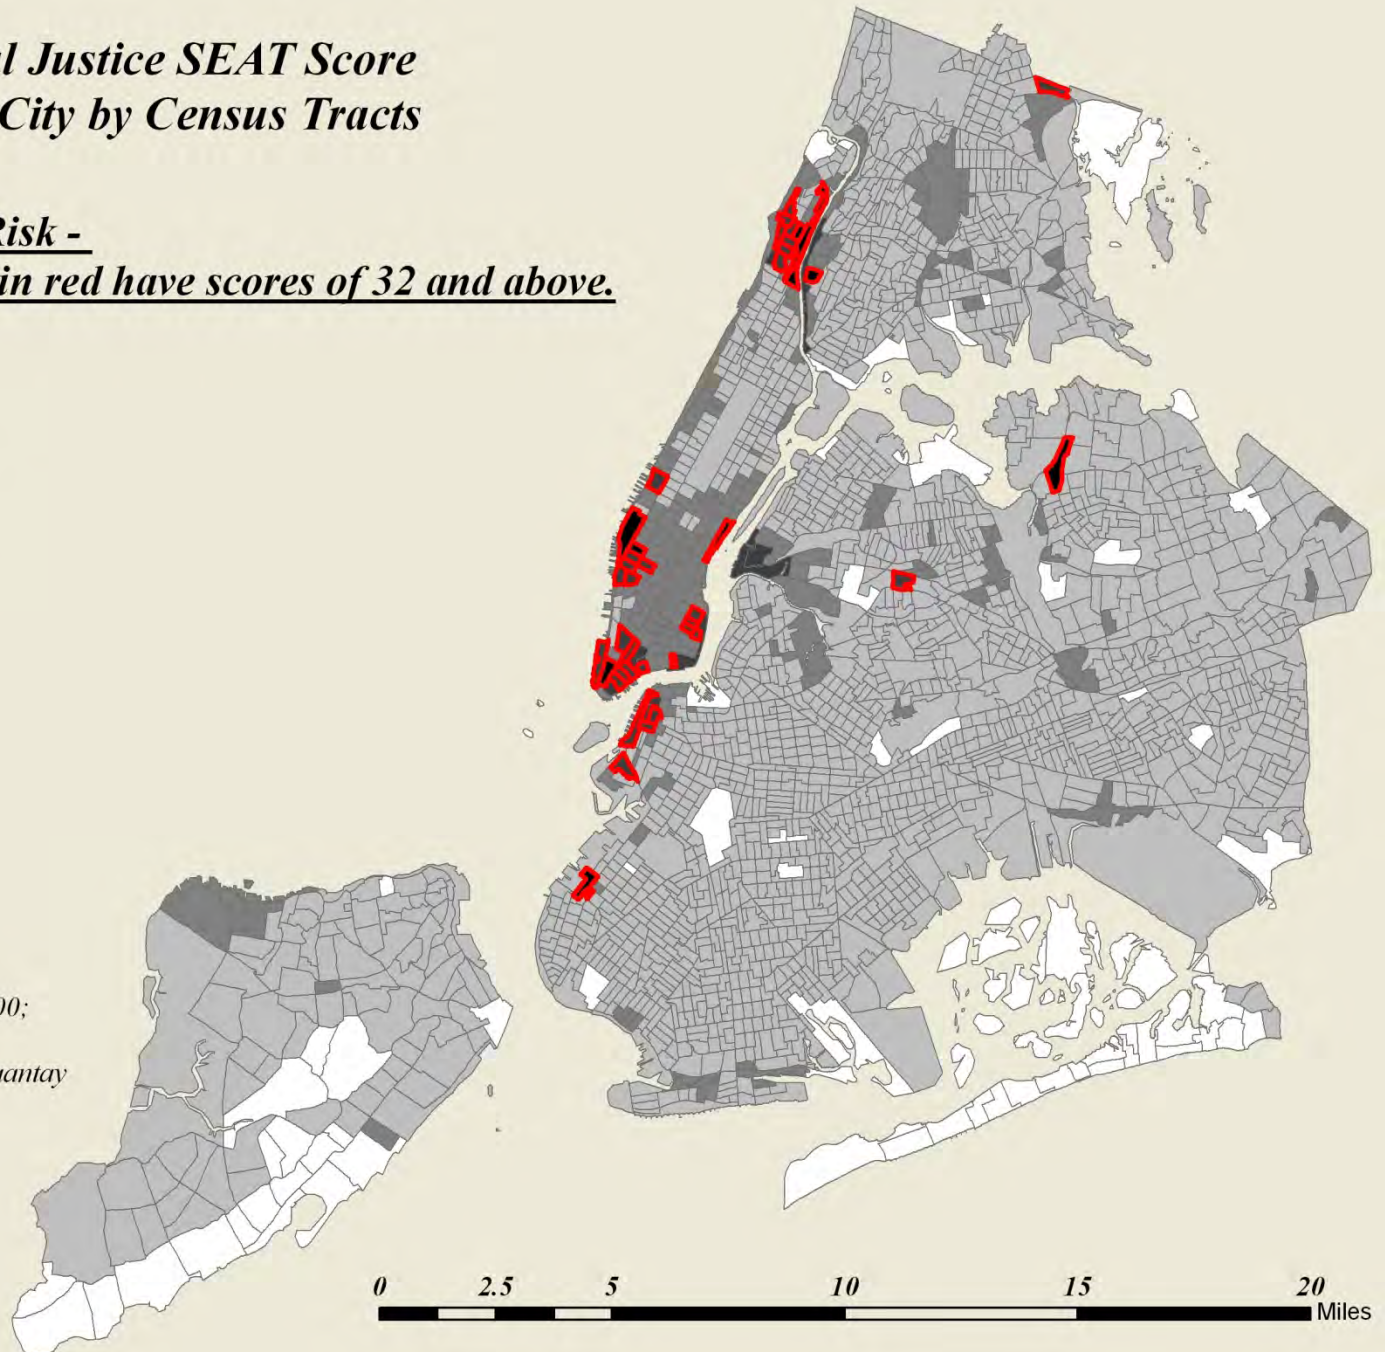 l Justice SEAT Score
City by Census Tracts
Risk -
in red have scores of 32 and above.
00;
antay
0 2.5 5 10 15 20
Miles